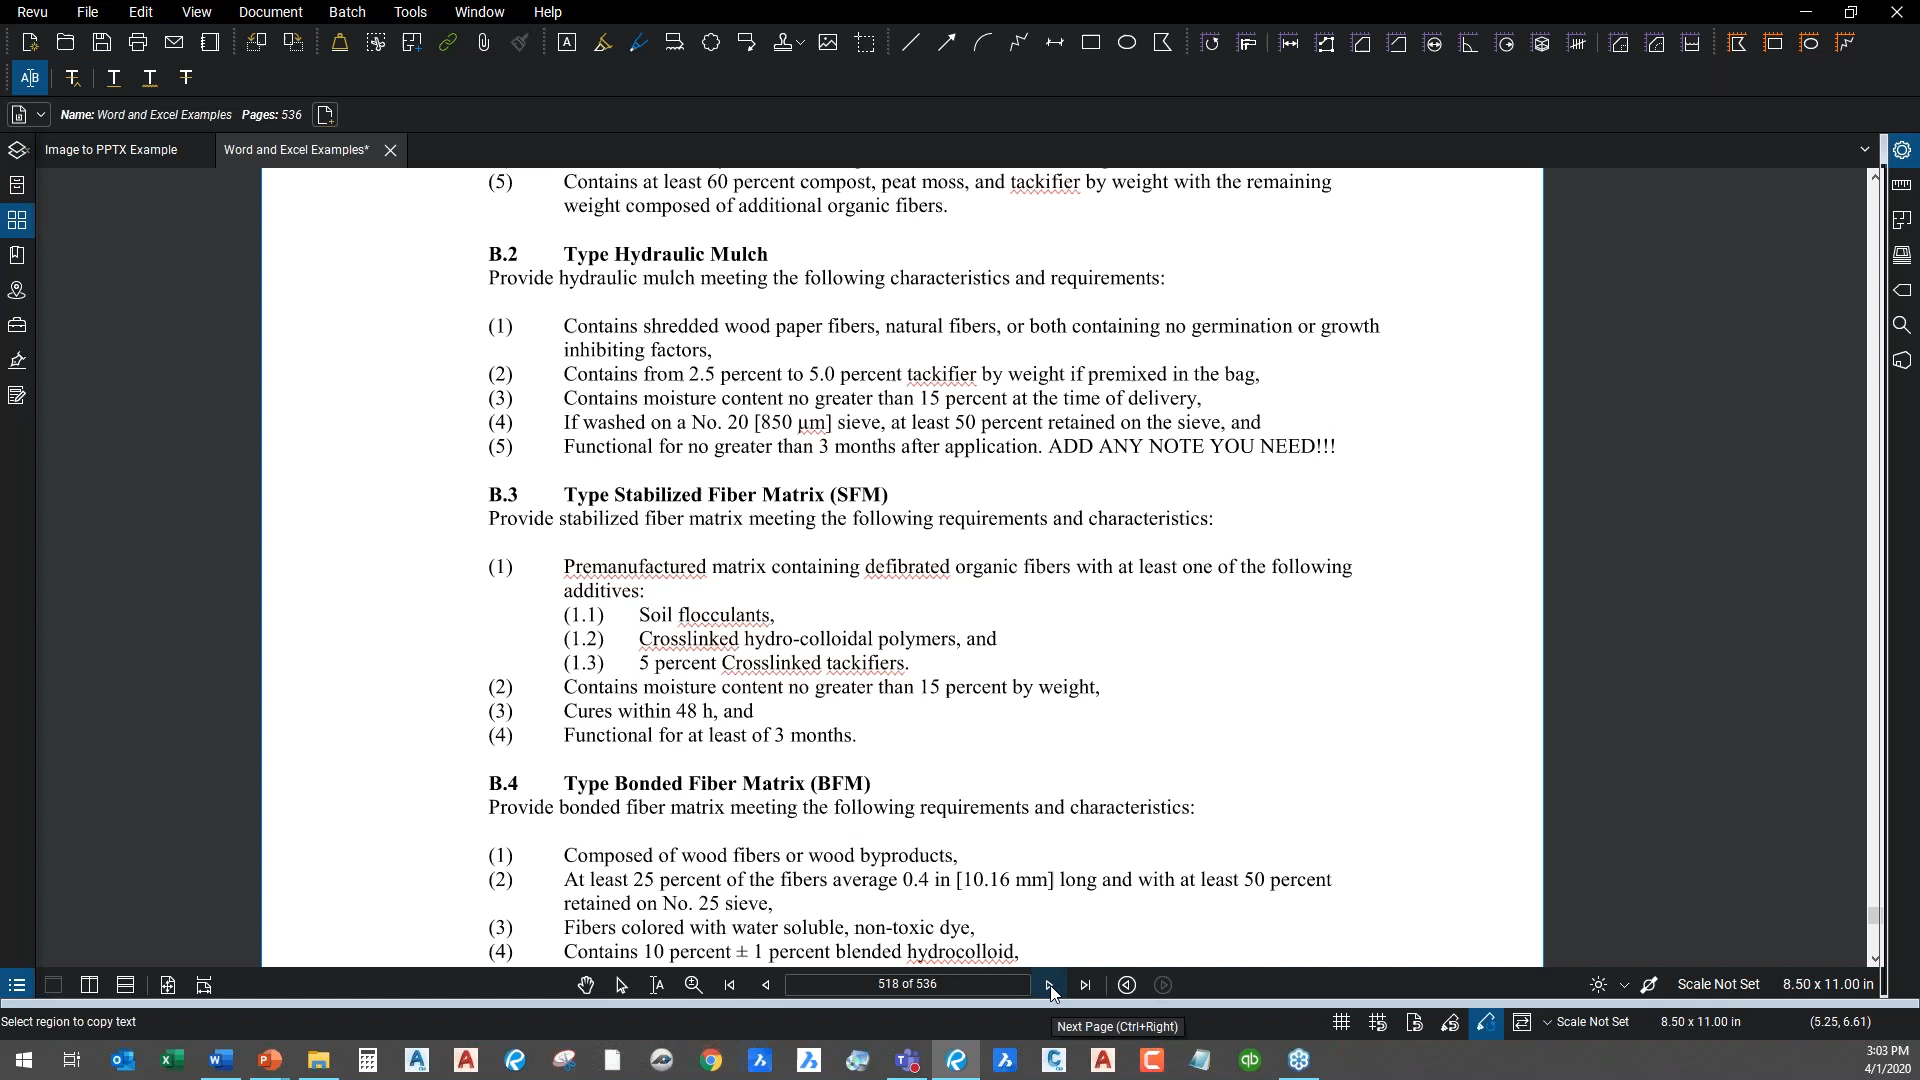 Revu File Edit View Document Batch Tools Window Help
Name: Word and Excel Examples Pages: 536
Image to PPTX Example Word and Excel Examples*
(5) Contains at least 60 percent compost, peat moss, and tackifier by weight with the remaining
weight composed of additional organic fibers.
B.2 Type Hydraulic Mulch
Provide hydraulic mulch meeting the following characteristics and requirements:
(1) Contains shredded wood paper fibers, natural fibers, or both containing no germination or growth
inhibiting factors,
(2) Contains from 2.5 percent to 5.0 percent tackifier by weight if premixed in the bag,
(3) Contains moisture content no greater than 15 percent at the time of delivery,
(4) If washed on a No. 20 [850 µm] sieve, at least 50 percent retained on the sieve, and
(5) Functional for no greater than 3 months after application. ADD ANY NOTE YOU NEED!!!
B.3 Type Stabilized Fiber Matrix (SFM)
Provide stabilized fiber matrix meeting the following requirements and characteristics:
(1) Premanufactured matrix containing defibrated organic fibers with at least one of the following
additives:
(1.1) Soil flocculants,
(1.2) Crosslinked hydro-colloidal polymers, and
(1.3) 5 percent Crosslinked tackifiers.
(2) Contains moisture content no greater than 15 percent by weight,
(3) Cures within 48 h, and
(4) Functional for at least of 3 months.
B.4 Type Bonded Fiber Matrix (BFM)
Provide bonded fiber matrix meeting the following requirements and characteristics:
(1) Composed of wood fibers or wood byproducts,
(2) At least 25 percent of the fibers average 0.4 in [10.16 mm] long and with at least 50 percent
retained on No. 25 sieve,
(3) Fibers colored with water soluble, non-toxic dye,
(4) Contains 10 percent ± 1 percent blended hydrocolloid,
518 of 536 Scale Not Set 8.50 x 11.00 in
Select region to copy text Next Page (Ctrl+Right) Scale Not Set 8.50 x 11.00 in (5.25, 6.61)
3:03 PM
4/1/2020